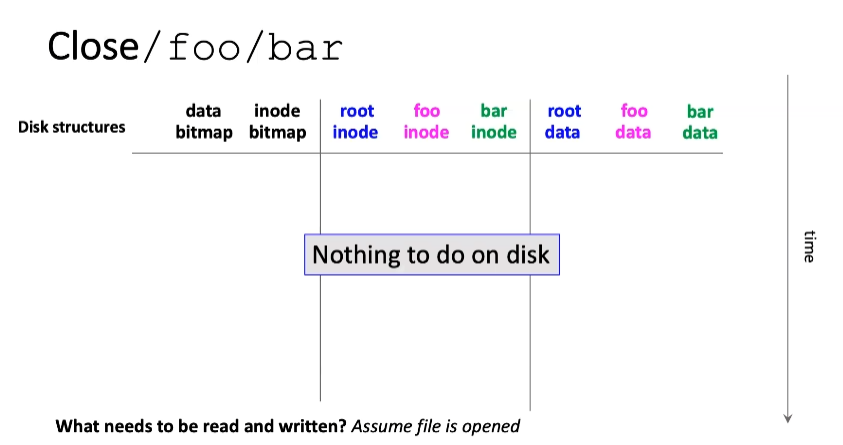 Close/foo/bar
Disk structures
data bitmap
inode bitmap
root inode
foo inode
bar inode
root data
foo data
bar data
Nothing to do on disk
time
What needs to be read and written? Assume file is opened